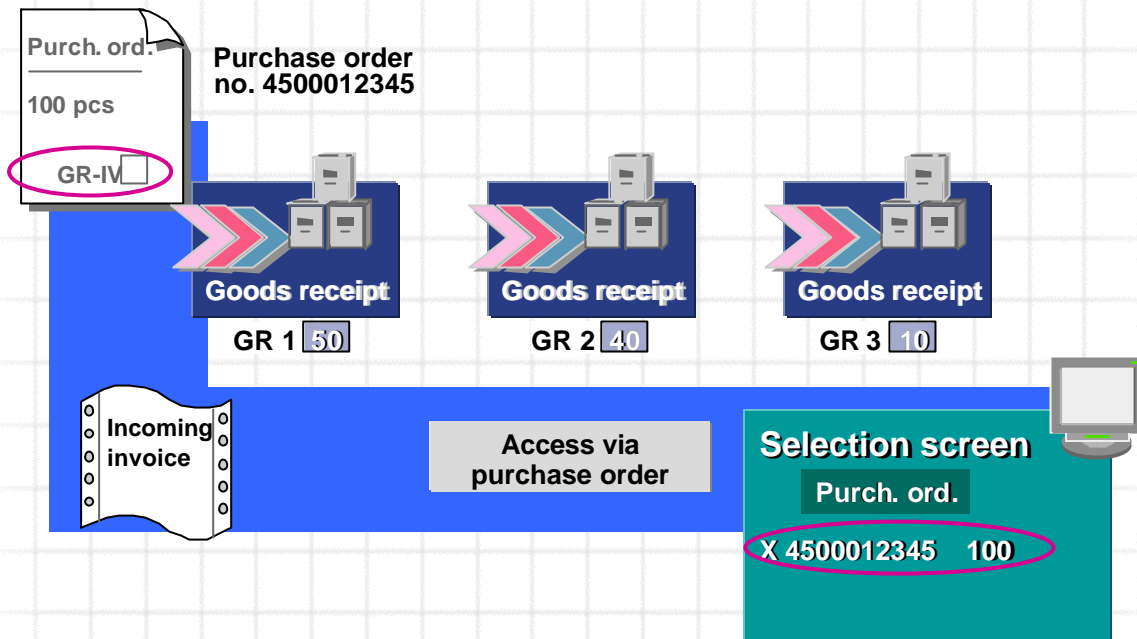 Purch. ord.
100 pcs
GR-IV
Purchase order
no. 4500012345
Goods receipt
GR 1 50
Goods receipt
GR 2 40
Goods receipt
GR 3 10
Incoming
invoice
Access via
purchase order
Selection screen
Purch. ord.
X 4500012345 100